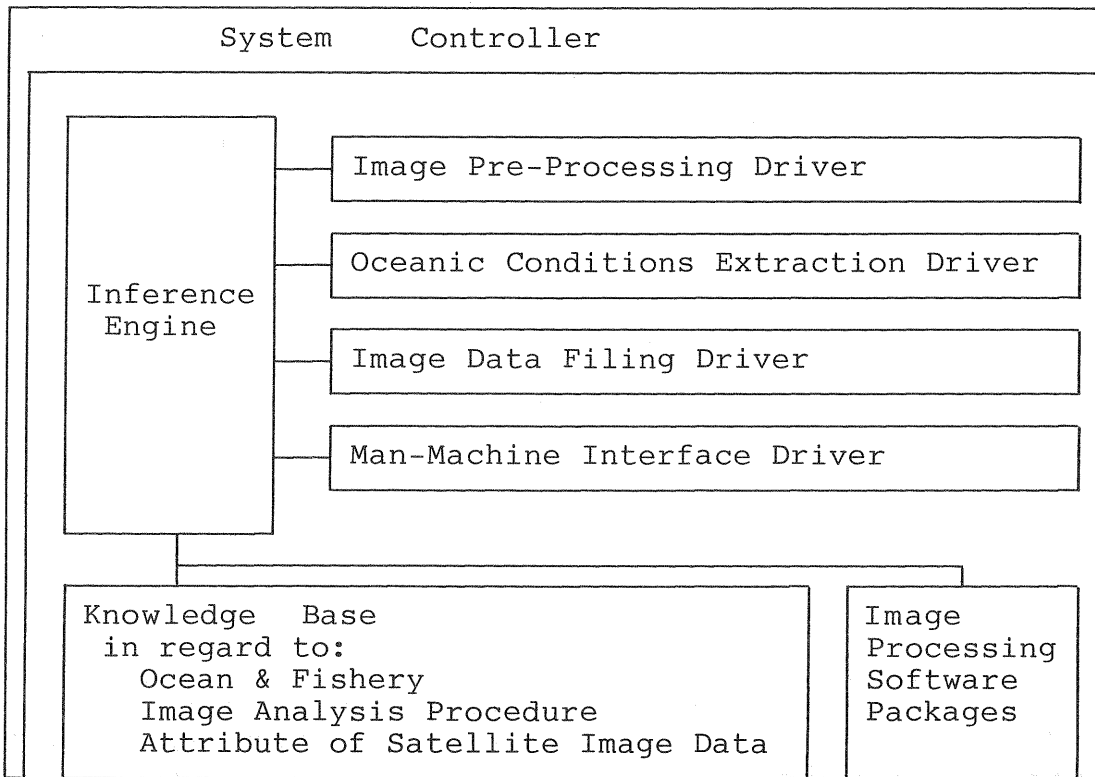 System Controller
Inference
Engine
Image Pre-Processing Driver
Oceanic Conditions Extraction Driver
Image Data Filing Driver
Man-Machine Interface Driver
Knowledge Base
in regard to:
Ocean & Fishery
Image Analysis Procedure
Attribute of Satellite Image Data
Image
Processing
Software
Packages